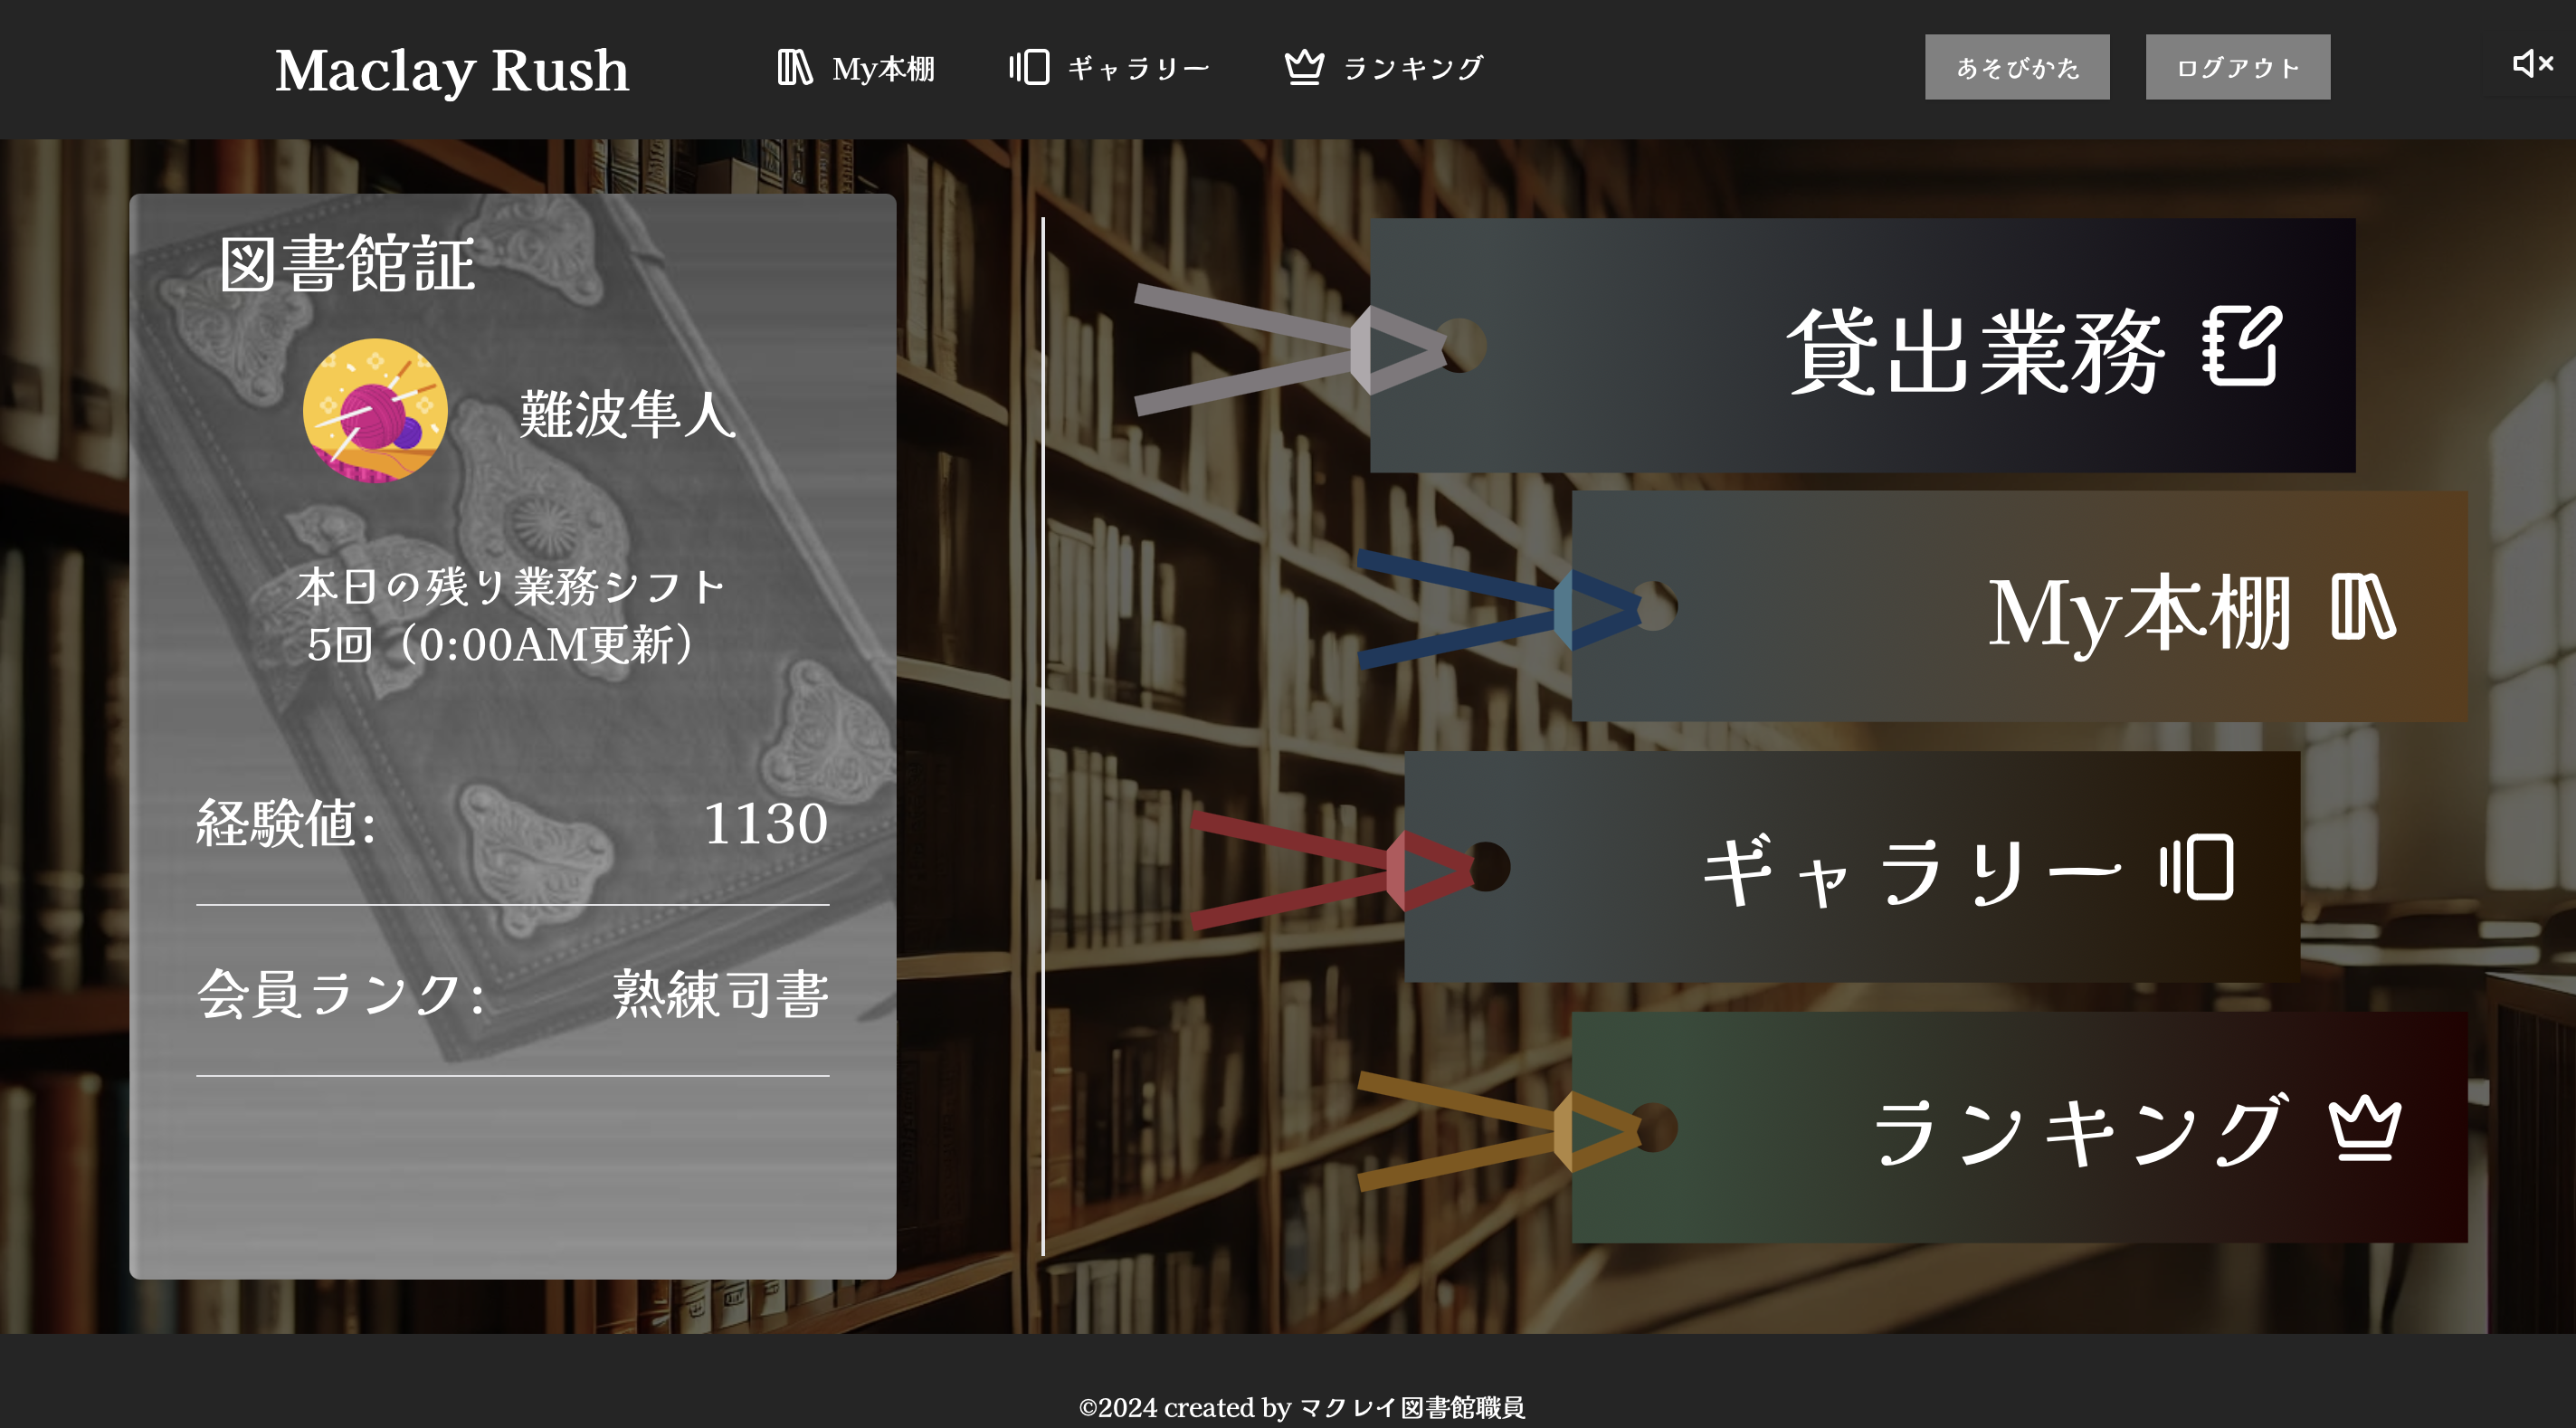 Maclay Rush
My本棚
ギャラリー
ランキング
あそびかた
ログアウト
図書館証
難波隼人
本日の残り業務シフト
5回（0:00AM更新）
経験値:
1130
会員ランク:
熟練司書
貸出業務
My本棚
ギャラリー
ランキング
©2024 created by マクレイ図書館職員